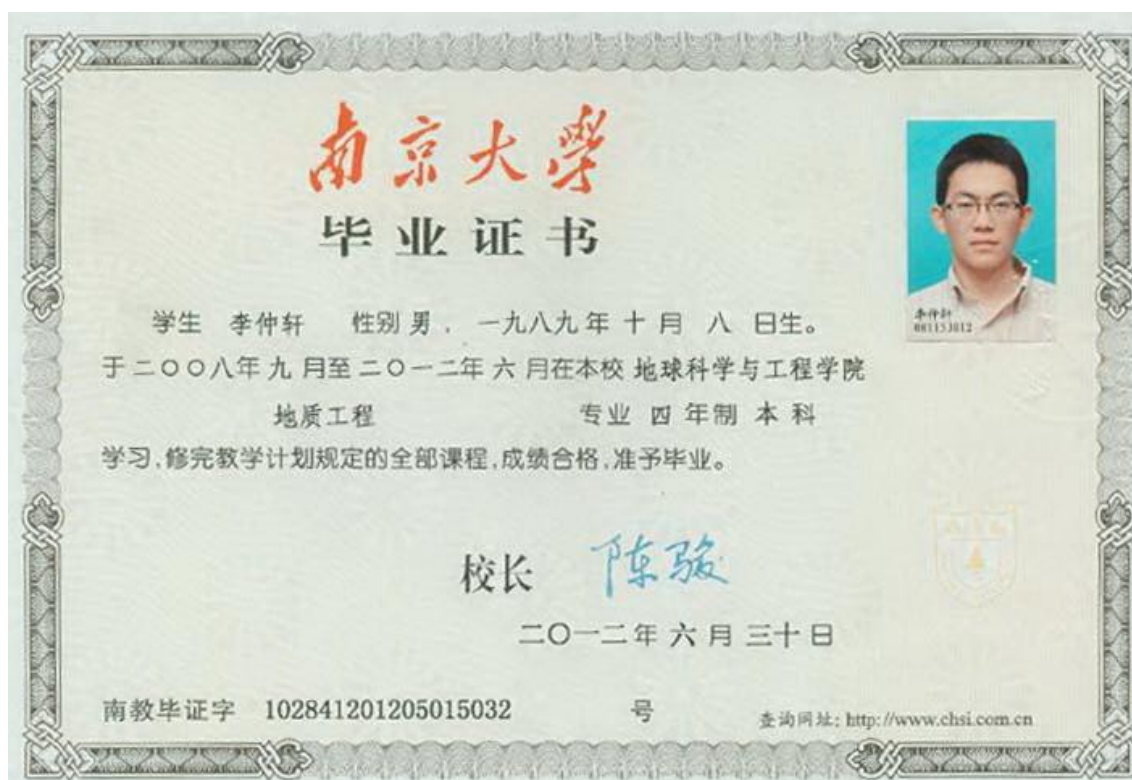 南京大學
毕业证书
学生 李仲轩 性别 男，一九八九年 十 月 八 日生。
于二〇〇八年 九 月至二〇一二年 六 月在本校 地球科学与工程学院
地质工程 专业 四 年制 本科
学习,修完教学计划规定的全部课程,成绩合格,准予毕业。
校长 陈骏
二〇一二年 六 月 三十 日
南教毕证字 102841201205015032 号
查询网址: http://www.chsi.com.cn
李仲轩
081153012